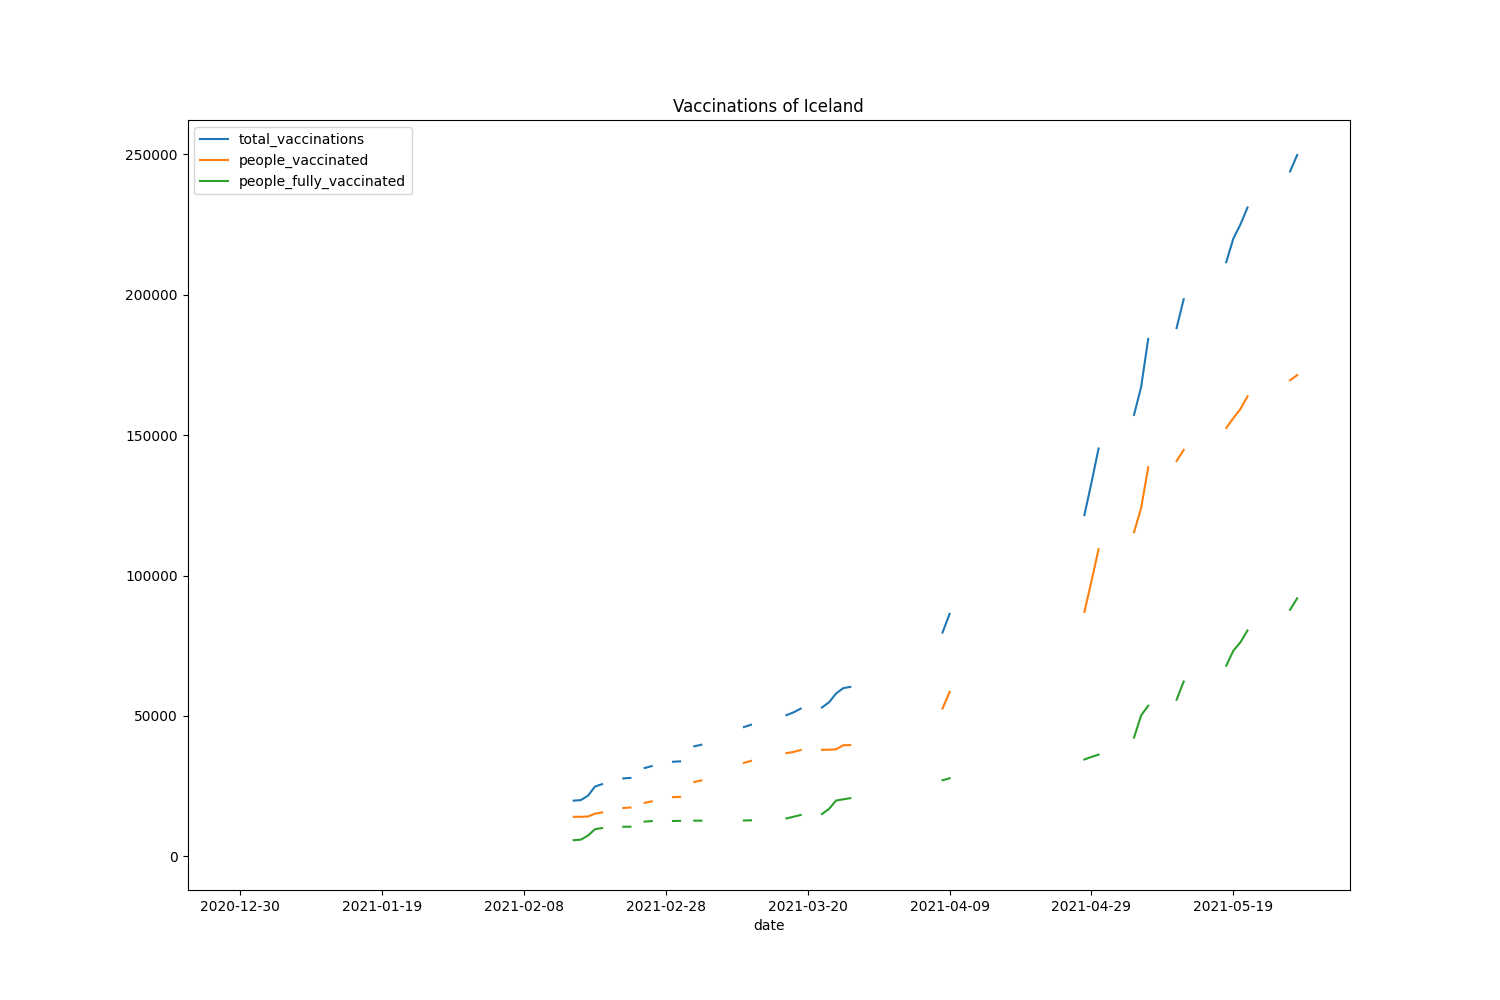 Vaccinations of Iceland
total_vaccinations
people_vaccinated
people_fully_vaccinated
250000
200000
150000
100000
50000
0
2020-12-30 2021-01-19 2021-02-08 2021-02-28 2021-03-20 2021-04-09 2021-04-29 2021-05-19
date